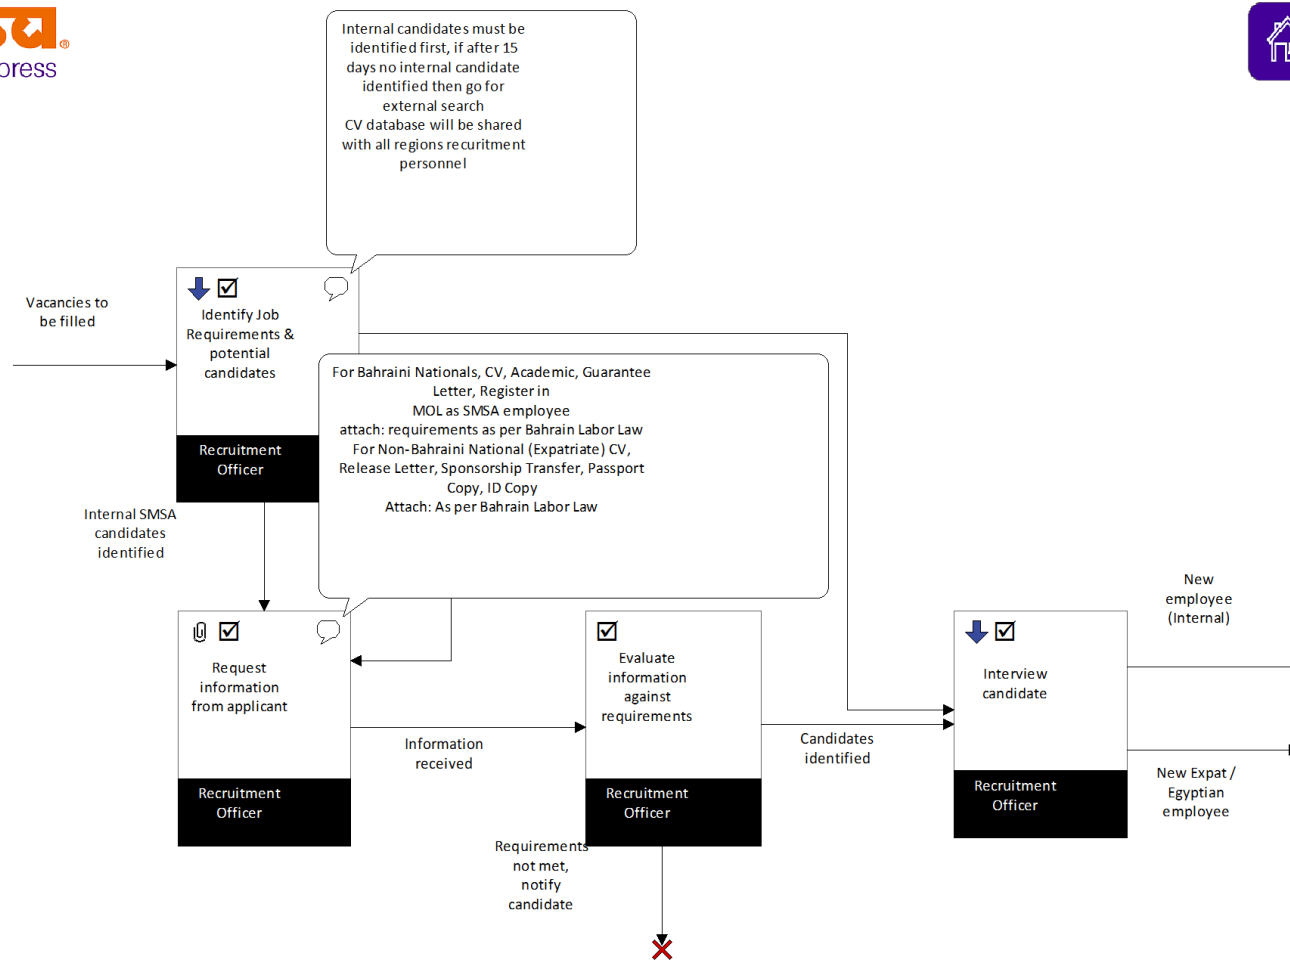 sa®
press
Internal candidates must be
identified first, if after 15
days no internal candidate
identified then go for
external search
CV database will be shared
with all regions recuritment
personnel
Vacancies to
be filled
Identify Job
Requirements &
potential
candidates
Recruitment
Officer
For Bahraini Nationals, CV, Academic, Guarantee
Letter, Register in
MOL as SMSA employee
attach: requirements as per Bahrain Labor Law
For Non-Bahraini National (Expatriate) CV,
Release Letter, Sponsorship Transfer, Passport
Copy, ID Copy
Attach: As per Bahrain Labor Law
Internal SMSA
candidates
identified
Request
information
from applicant
Recruitment
Officer
Information
received
Evaluate
information
against
requirements
Recruitment
Officer
Requirements
not met,
notify
candidate
Candidates
identified
Interview
candidate
Recruitment
Officer
New
employee
(Internal)
New Expat /
Egyptian
employee